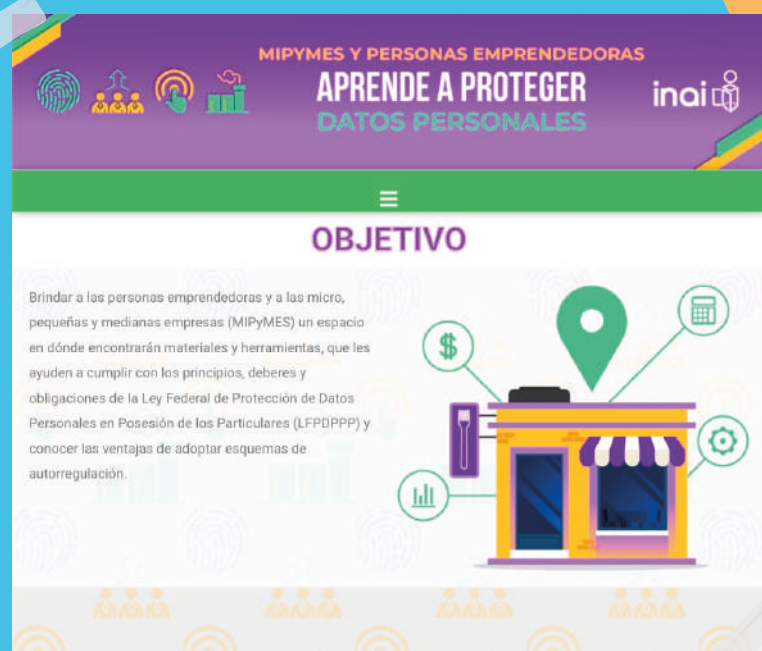 MIPYMES Y PERSONAS EMPRENDEDORAS
APRENDE A PROTEGER
DATOS PERSONALES
inai
OBJETIVO
Brindar a las personas emprendedoras y a las micro,
pequeñas y medianas empresas (MIPyMES) un espacio
en dónde encontrarán materiales y herramientas, que les
ayuden a cumplir con los principios, deberes y
obligaciones de la Ley Federal de Protección de Datos
Personales en Posesión de los Particulares (LFPDPPP) y
conocer las ventajas de adoptar esquemas de
autorregulación.
$